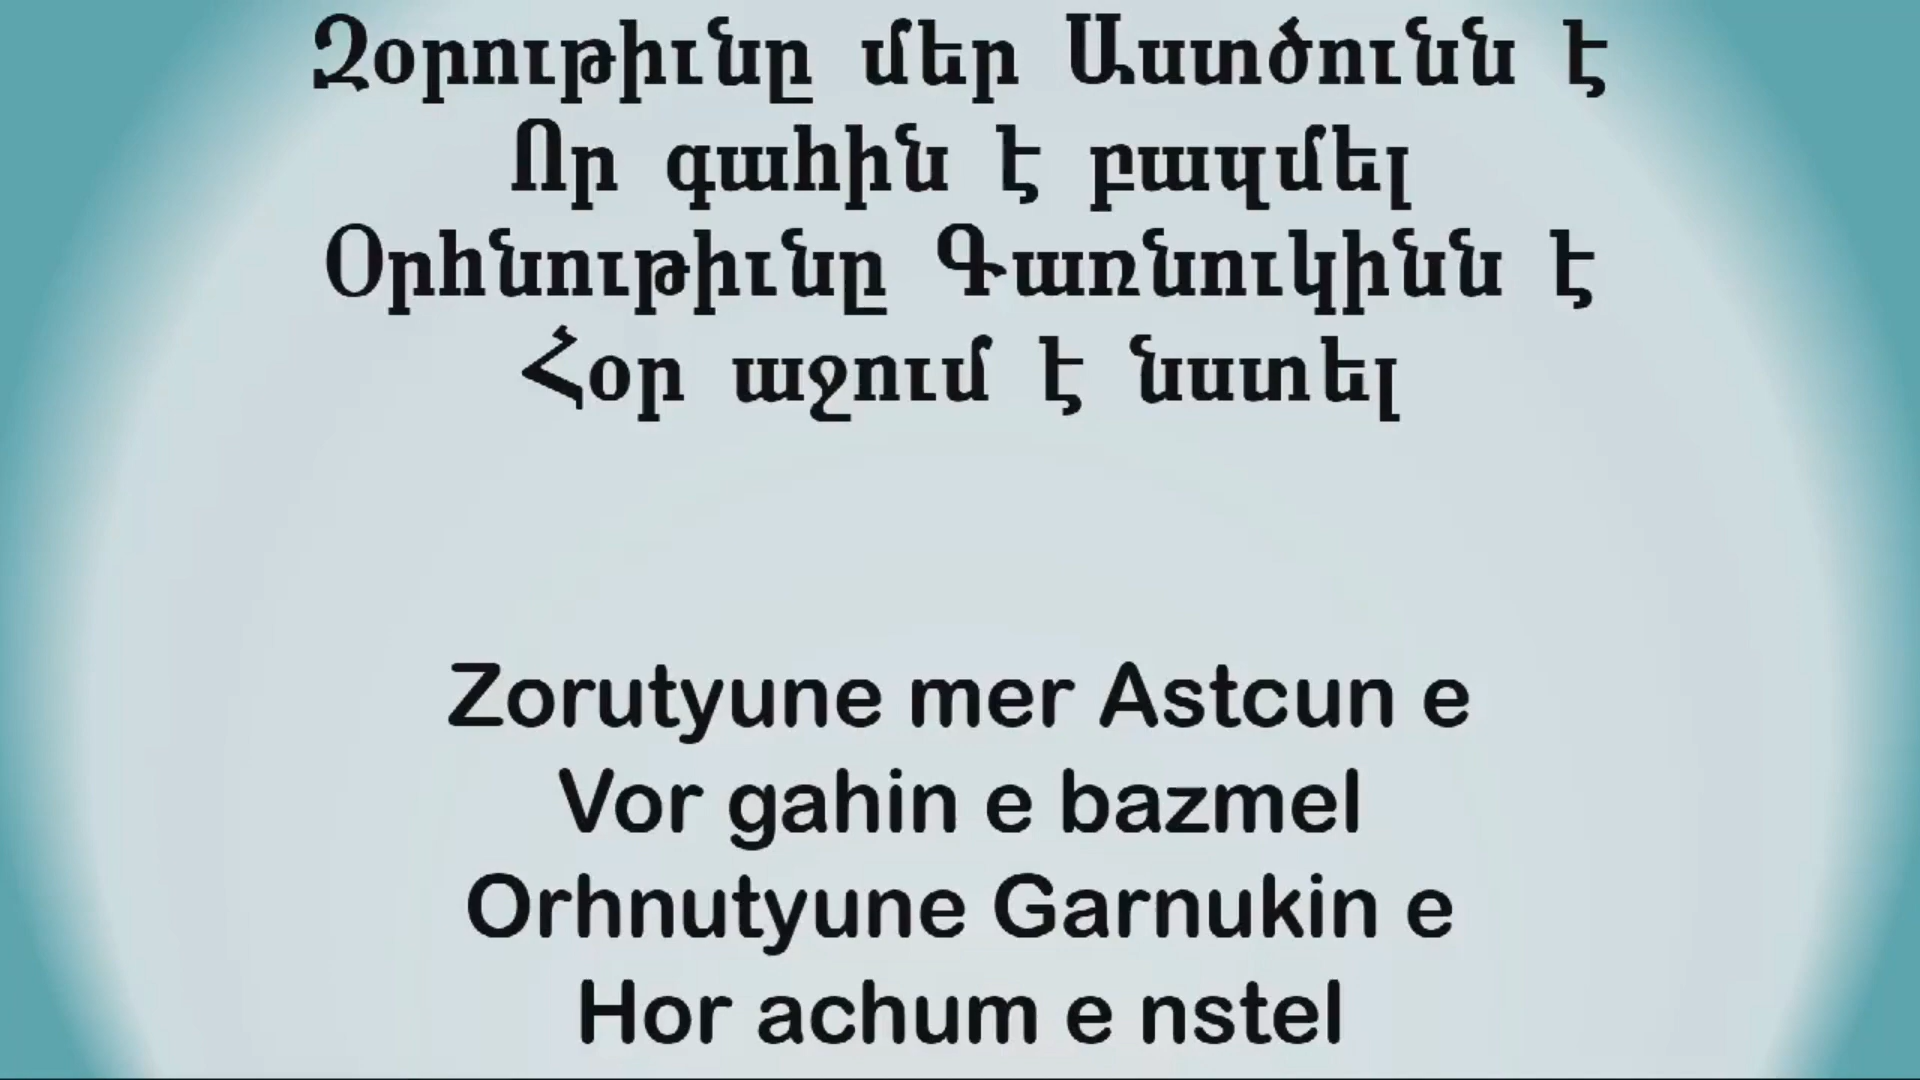 Զօրութիւնը մեր Աստծունն է
Որ գահին է բազմել
Օրհնութիւնը Գառնուկինն է
Հօր աջում է նստել
Zorutyune mer Astcun e
Vor gahin e bazmel
Orhnutyune Garnukin e
Hor achum e nstel